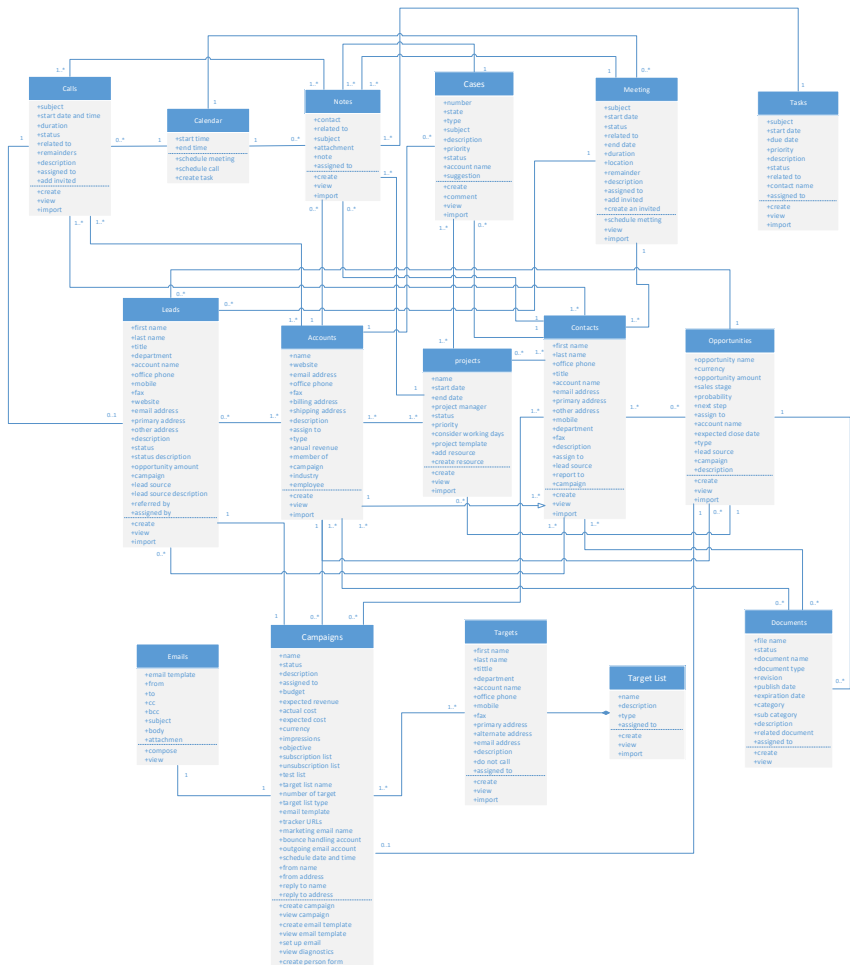 Calls
+subject
+start date and time
+duration
+status
+related to
+remainders
+description
+assigned to
+add invited
+create
+view
+import
Calendar
+start time
+end time
+schedule meeting
+schedule call
+create task
Notes
+contact
+related to
+subject
+attachment
+note
+assigned to
+create
+view
+import
Cases
+number
+state
+type
+subject
+description
+priority
+status
+account name
+suggestion
+create
+comment
+view
+import
Meeting
+subject
+start date
+status
+related to
+end date
+duration
+location
+remainder
+description
+assigned to
+add invited
+create an invited
+schedule metting
+view
+import
Tasks
+subject
+start date
+due date
+priority
+description
+status
+related to
+contact name
+assigned to
+create
+view
+import
Leads
+first name
+last name
+title
+department
+account name
+office phone
+mobile
+fax
+website
+email address
+primary address
+other address
+description
+status
+status description
+opportunity amount
+campaign
+lead source
+lead source description
+referred by
+assigned by
+create
+view
+import
Accounts
+name
+website
+email address
+office phone
+fax
+billing address
+shipping address
+description
+assign to
+type
+anual revenue
+member of
+campaign
+industry
+employee
+create
+view
+import
projects
+name
+start date
+end date
+project manager
+status
+priority
+consider working days
+project template
+add resource
+create resource
+create
+view
+import
Contacts
+first name
+last name
+office phone
+title
+account name
+email address
+primary address
+other address
+mobile
+department
+fax
+description
+assign to
+lead source
+report to
+campaign
+create
+view
+import
Opportunities
+opportunity name
+currency
+opportunity amount
+sales stage
+probability
+next step
+assign to
+account name
+expected close date
+type
+lead source
+campaign
+description
+create
+view
+import
Emails
+email template
+from
+to
+cc
+bcc
+subject
+body
+attachmen
+compose
+view
Campaigns
+name
+status
+description
+assigned to
+budget
+expected revenue
+actual cost
+expected cost
+currency
+impressions
+objective
+subscription list
+unsubscription list
+test list
+target list name
+number of target
+target list type
+email template
+tracker URLs
+marketing email name
+bounce handling account
+outgoing email account
+schedule date and time
+from name
+from address
+reply to name
+reply to address
+create campaign
+view campaign
+create email template
+view email template
+set up email
+view diagnostics
+create person form
Targets
+first name
+last name
+tittle
+department
+account name
+office phone
+mobile
+fax
+primary address
+alternate address
+email address
+description
+do not call
+assigned to
+create
+view
+import
Target List
+name
+description
+type
+assigned to
+create
+view
+import
Documents
+file name
+status
+document name
+document type
+revision
+publish date
+expiration date
+category
+sub category
+description
+related document
+assigned to
+create
+view